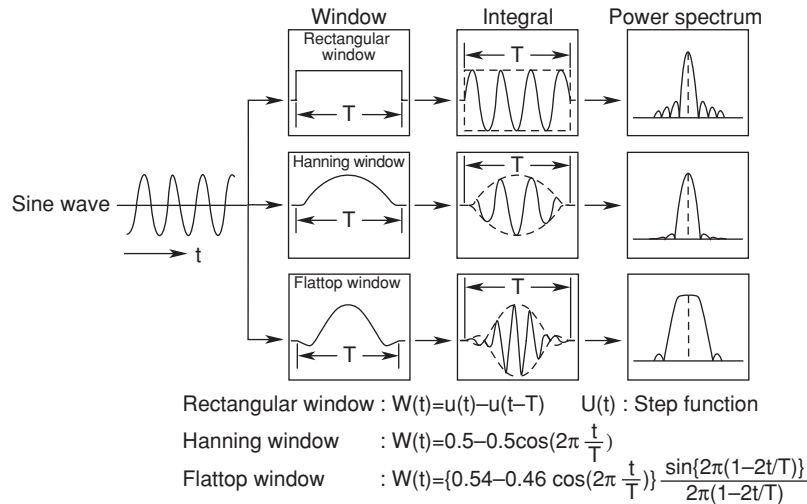 Window Integral Power spectrum
Rectangular window
T
T
Sine wave
t
Hanning window
T
T
Flattop window
T
T
Rectangular window : W(t)=u(t)–u(t–T) U(t) : Step function
Hanning window : W(t)=0.5–0.5cos(2π t/T)
Flattop window : W(t)={0.54–0.46 cos(2π t/T)} sin{2π(1–2t/T)}/2π(1–2t/T)